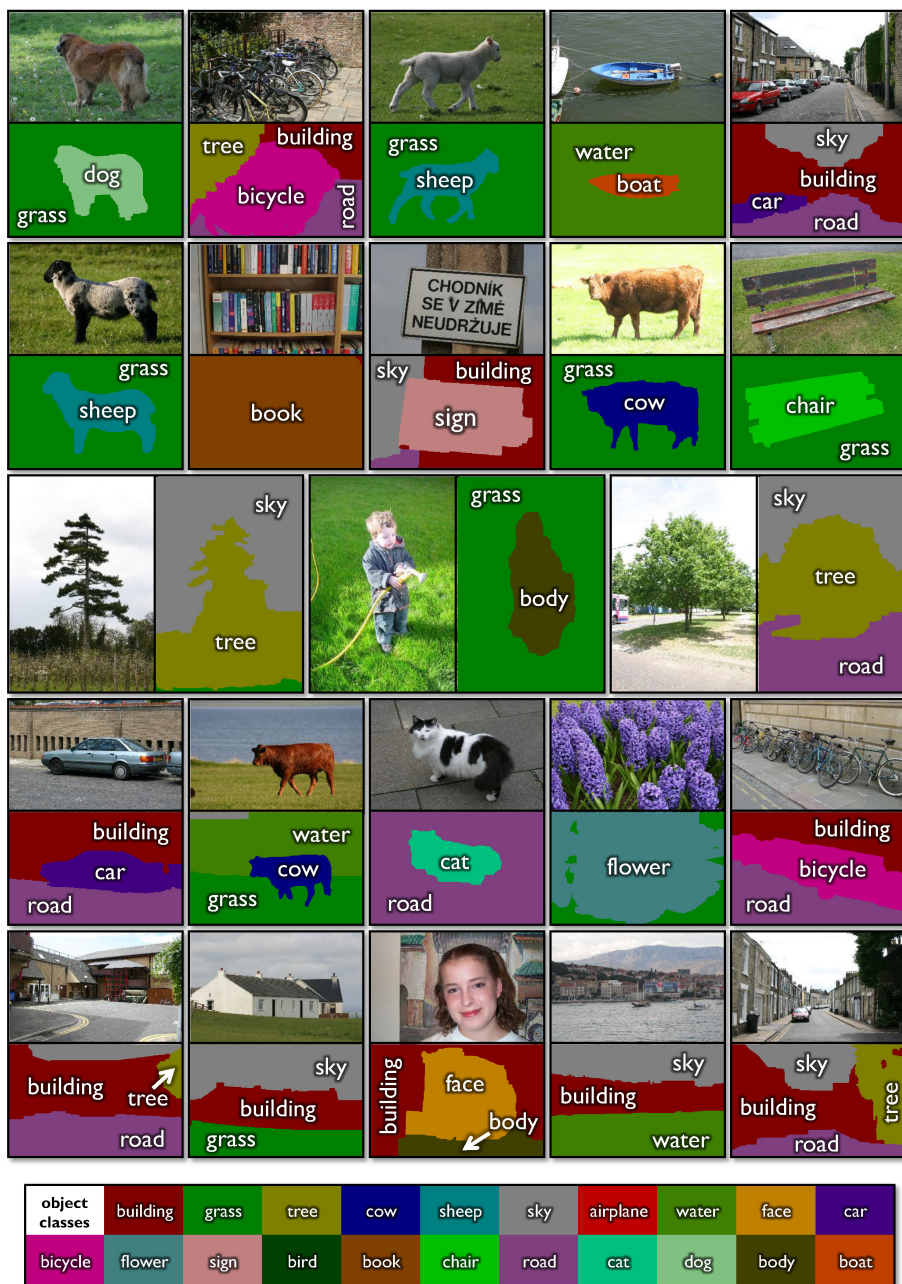 dog
grass
tree
building
bicycle
road
grass
sheep
water
boat
sky
building
car
road
CHODNÍK
SE V ZIMĚ
NEUDRŽUJE
grass
sheep
book
sky
building
sign
grass
cow
chair
grass
sky
tree
grass
body
sky
tree
road
building
car
road
water
cow
grass
cat
road
flower
building
bicycle
road
building
tree
road
sky
building
grass
building
face
body
sky
building
water
sky
building
tree
road
object
classes
building grass tree cow sheep sky airplane water face car
bicycle flower sign bird book chair road cat dog body boat